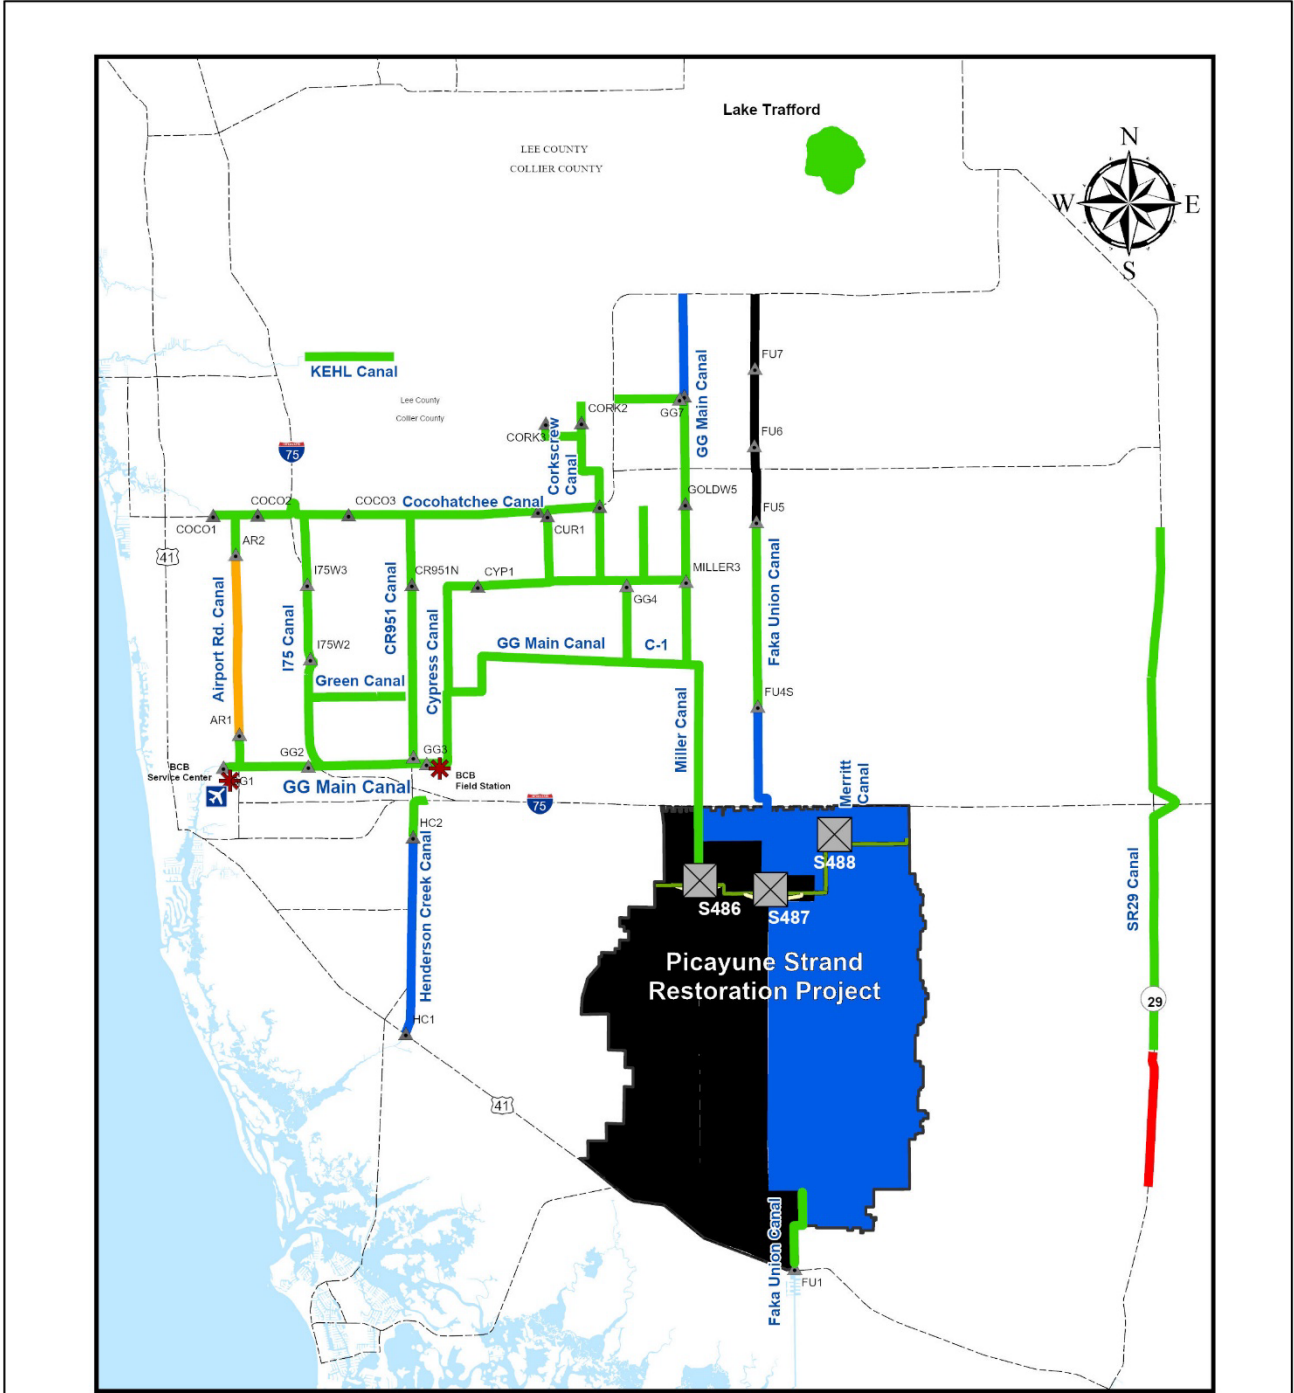 Lake Trafford
N
LEE COUNTY
COLLIER COUNTY
W
E
S
FU7
GG Main Canal
KEHL Canal
Lee County
Collier County
CORK2
GG7
CORK3
Corkscrew
Canal
FU6
75
COCO2
COCO3
Cocohatchee Canal
GOLDW5
COCO1
CUR1
FU5
AR2
41
I75W3
CR951N
CYP1
MILLER3
GG4
Airport Rd. Canal
I75 Canal
CR951 Canal
Cypress Canal
GG Main Canal
C-1
Faka Union Canal
I75W2
Green Canal
FU4S
AR1
Miller Canal
GG2
GG3
BCB
Service Center
G1
BCB
Field Station
GG Main Canal
75
Merritt
Canal
HC2
S488
S486
S487
Henderson Creek Canal
SR29 Canal
Picayune Strand
Restoration Project
29
HC1
41
Faka Union Canal
FU1